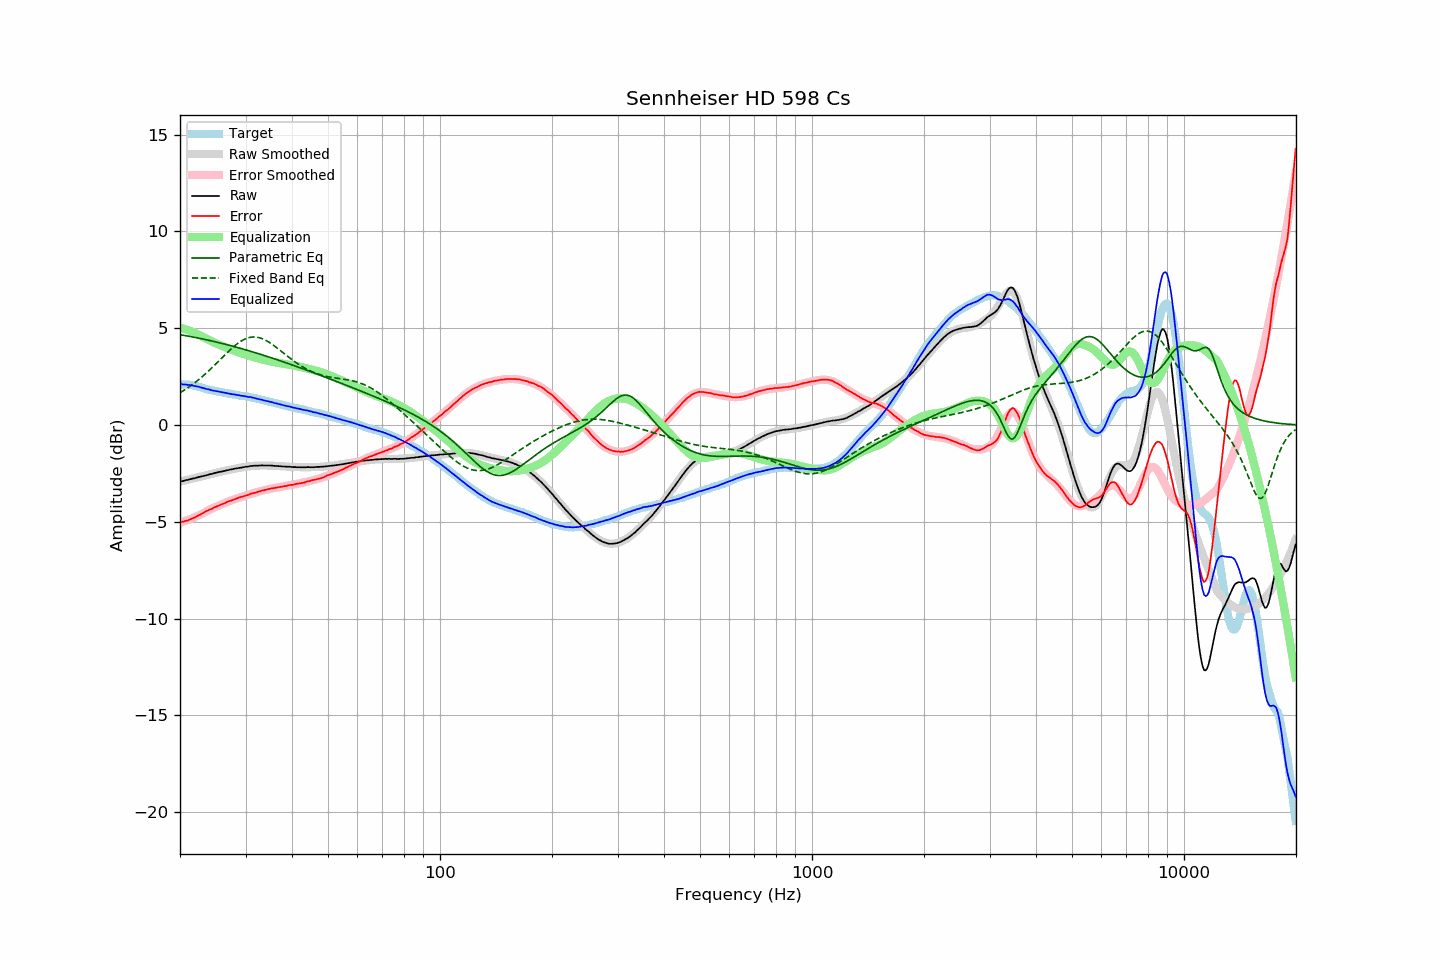 Sennheiser HD 598 Cs
Target
Raw Smoothed
Error Smoothed
Raw
Error
Equalization
Parametric Eq
Fixed Band Eq
Equalized
15
10
5
0
−5
−10
−15
−20
Amplitude (dBr)
100
1000
10000
Frequency (Hz)